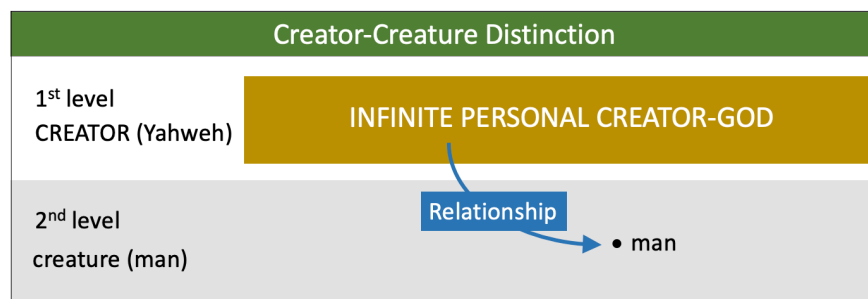 Creator-Creature Distinction
1st level
CREATOR (Yahweh)
INFINITE PERSONAL CREATOR-GOD
Relationship
2nd level
creature (man)
• man